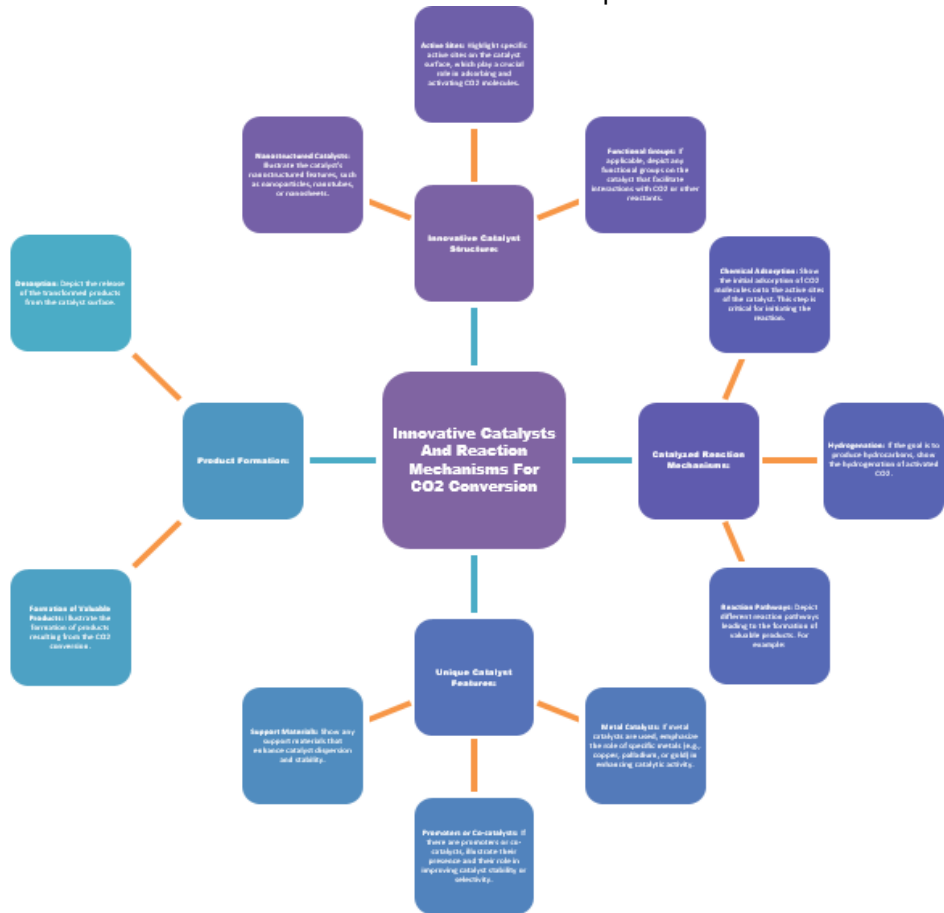 Active Sites: Highlight specific
active sites on the catalyst
surface, which play a crucial
role in adsorbing and
activating CO2 molecules.
Nanostructured Catalysts:
Illustrate the catalyst's
nanostructured features, such
as nanoparticles, nanotubes,
or nanosheets.
Functional Groups: If
applicable, depict any
functional groups on the
catalyst that facilitate
interactions with CO2 or other
reactants.
Innovative Catalyst
Structure:
Desorption: Depict the release
of the transformed products
from the catalyst surface.
Chemical Adsorption: Show
the initial adsorption of CO2
molecules onto the active sites
of the catalyst. This step is
critical for initiating the
reaction.
Innovative Catalysts
And Reaction
Mechanisms For
CO2 Conversion
Product Formation:
Catalyzed Reaction
Mechanisms:
Hydrogenation: If the goal is to
produce hydrocarbons, show
the hydrogenation of activated
CO2.
Formation of Valuable
Products: Illustrate the
formation of products
resulting from the CO2
conversion.
Reaction Pathways: Depict
different reaction pathways
leading to the formation of
valuable products. For
example:
Unique Catalyst
Features:
Support Materials: Show any
support materials that
enhance catalyst dispersion
and stability.
Metal Catalysts: If metal
catalysts are used, emphasize
the role of specific metals (e.g.,
copper, palladium, or gold) in
enhancing catalytic activity.
Promoters or Co-catalysts: If
there are promoters or co-
catalysts, illustrate their
presence and their role in
improving catalyst stability or
selectivity.